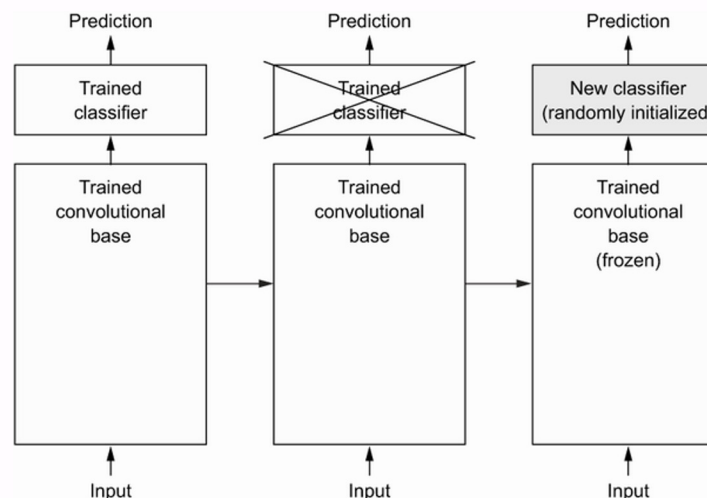 Prediction
Trained
classifier
Trained
convolutional
base
Input
Prediction
Trained
classifier
Trained
convolutional
base
Input
Prediction
New classifier
(randomly initialized)
Trained
convolutional
base
(frozen)
Input